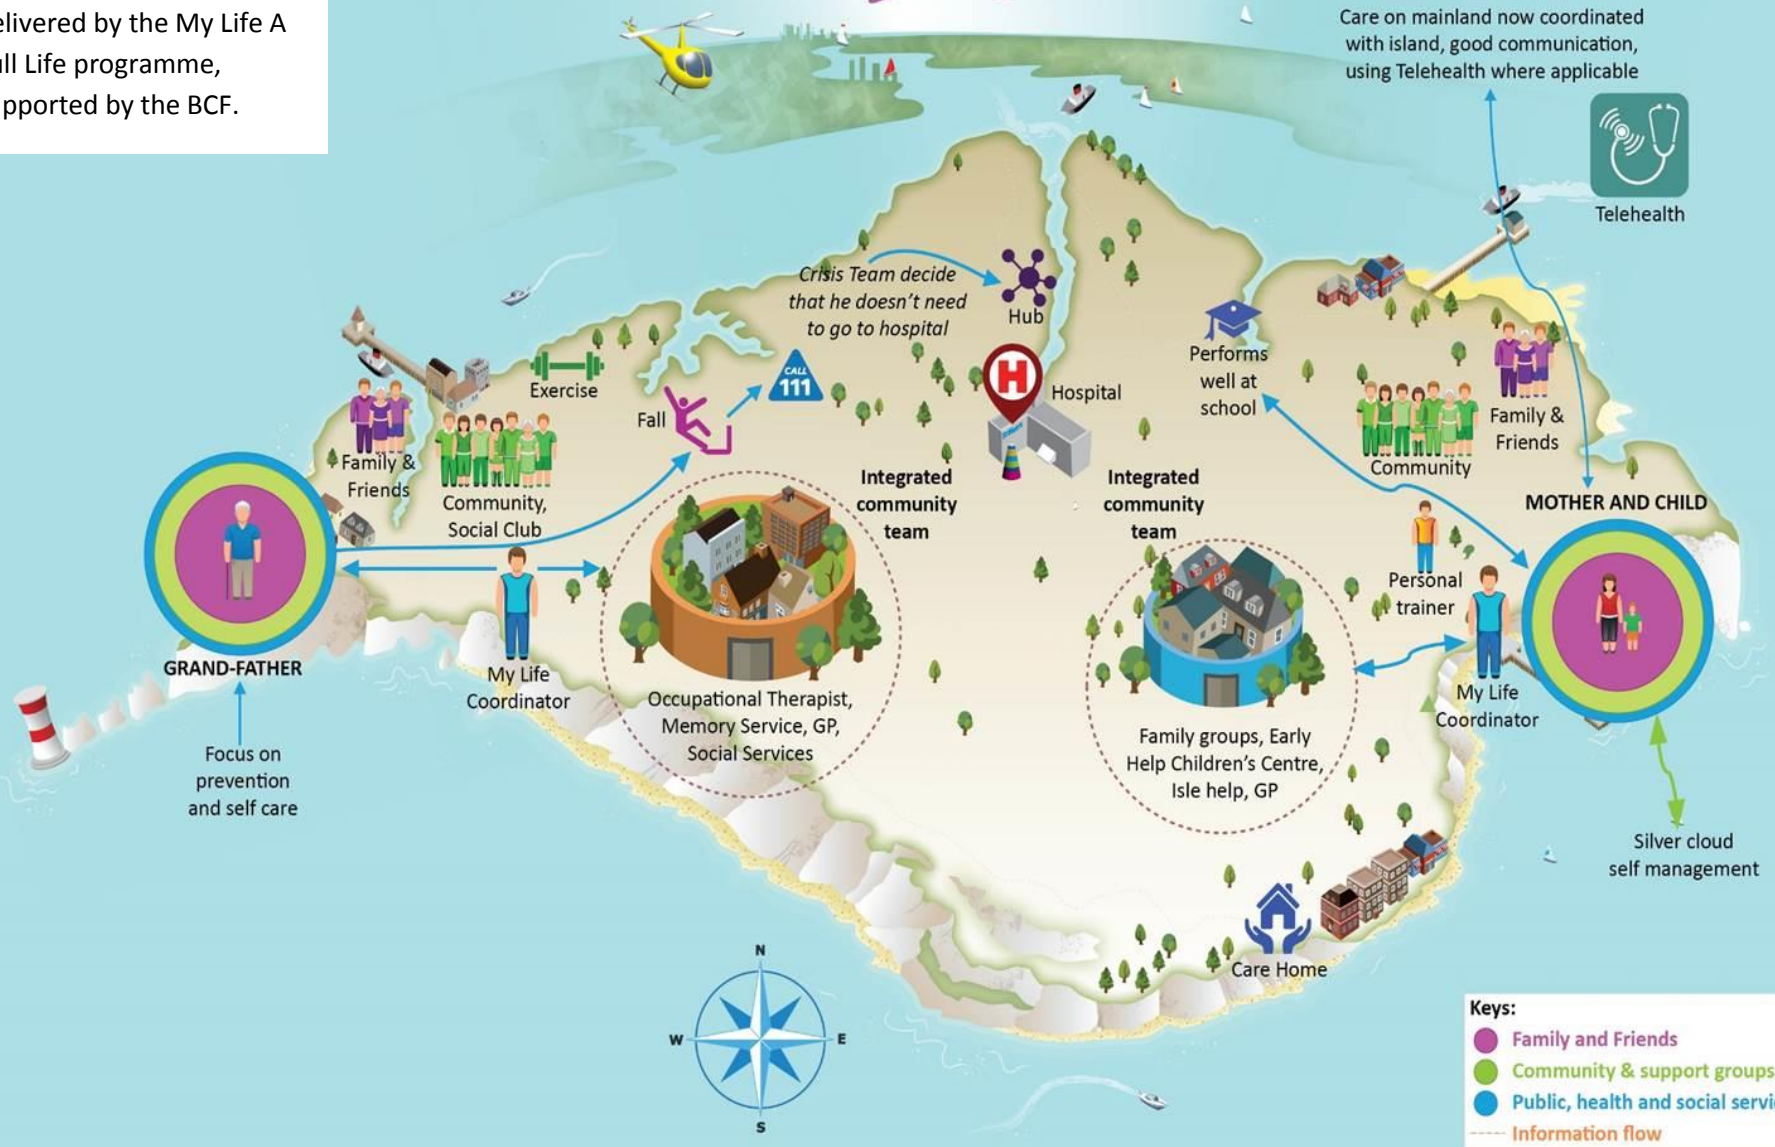 elivered by the My Life A
ull Life programme,
pported by the BCF.
Care on mainland now coordinated
with island, good communication,
using Telehealth where applicable
Telehealth
Crisis Team decide
that he doesn't need
to go to hospital
Hub
CALL
111
Exercise
Fall
H
Hospital
Performs
well at
school
Family &
Friends
Community,
Social Club
Integrated
community
team
Integrated
community
team
Community
Family &
Friends
MOTHER AND CHILD
Personal
trainer
GRAND-FATHER
My Life
Coordinator
Occupational Therapist,
Memory Service, GP,
Social Services
Family groups, Early
Help Children's Centre,
Isle help, GP
My Life
Coordinator
Focus on
prevention
and self care
Silver cloud
self management
Care Home
N
W
E
S
Keys:
Family and Friends
Community & support groups
Public, health and social servi
Information flow